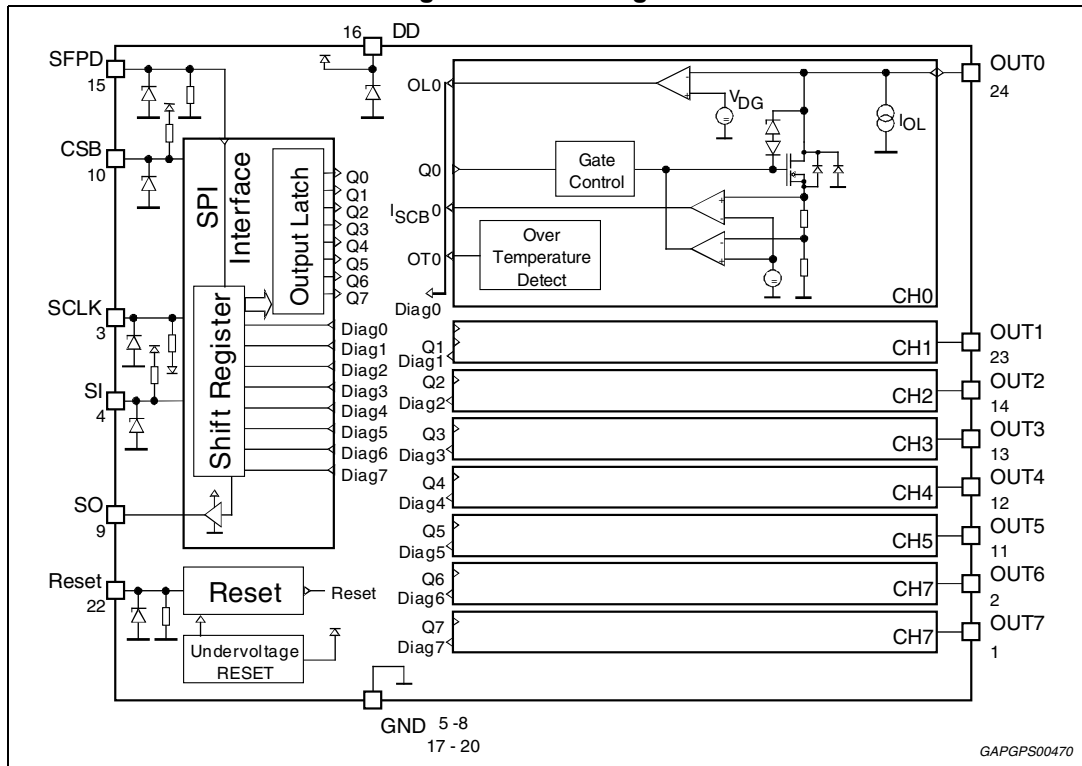 16 DD
SFPD
15
CSB
10
SPI
Interface
Output Latch
Q0
Q1
Q2
Q3
Q4
Q5
Q6
Q7
SCLK
3
SI
4
Shift Register
Diag0
Diag1
Diag2
Diag3
Diag4
Diag5
Diag6
Diag7
SO
9
Reset
22
Reset
Reset
Undervoltage
RESET
GND 5 -8
17 - 20
OL0
VDG
IOL
OUT0
24
Q0
Gate
Control
ISCB0
OT0
Over
Temperature
Detect
Diag0
CH0
Q1
Diag1
CH1
OUT1
23
Q2
Diag2
CH2
OUT2
14
Q3
Diag3
CH3
OUT3
13
Q4
Diag4
CH4
OUT4
12
Q5
Diag5
CH5
OUT5
11
Q6
Diag6
CH7
OUT6
2
Q7
Diag7
CH7
OUT7
1
GAPGPS00470